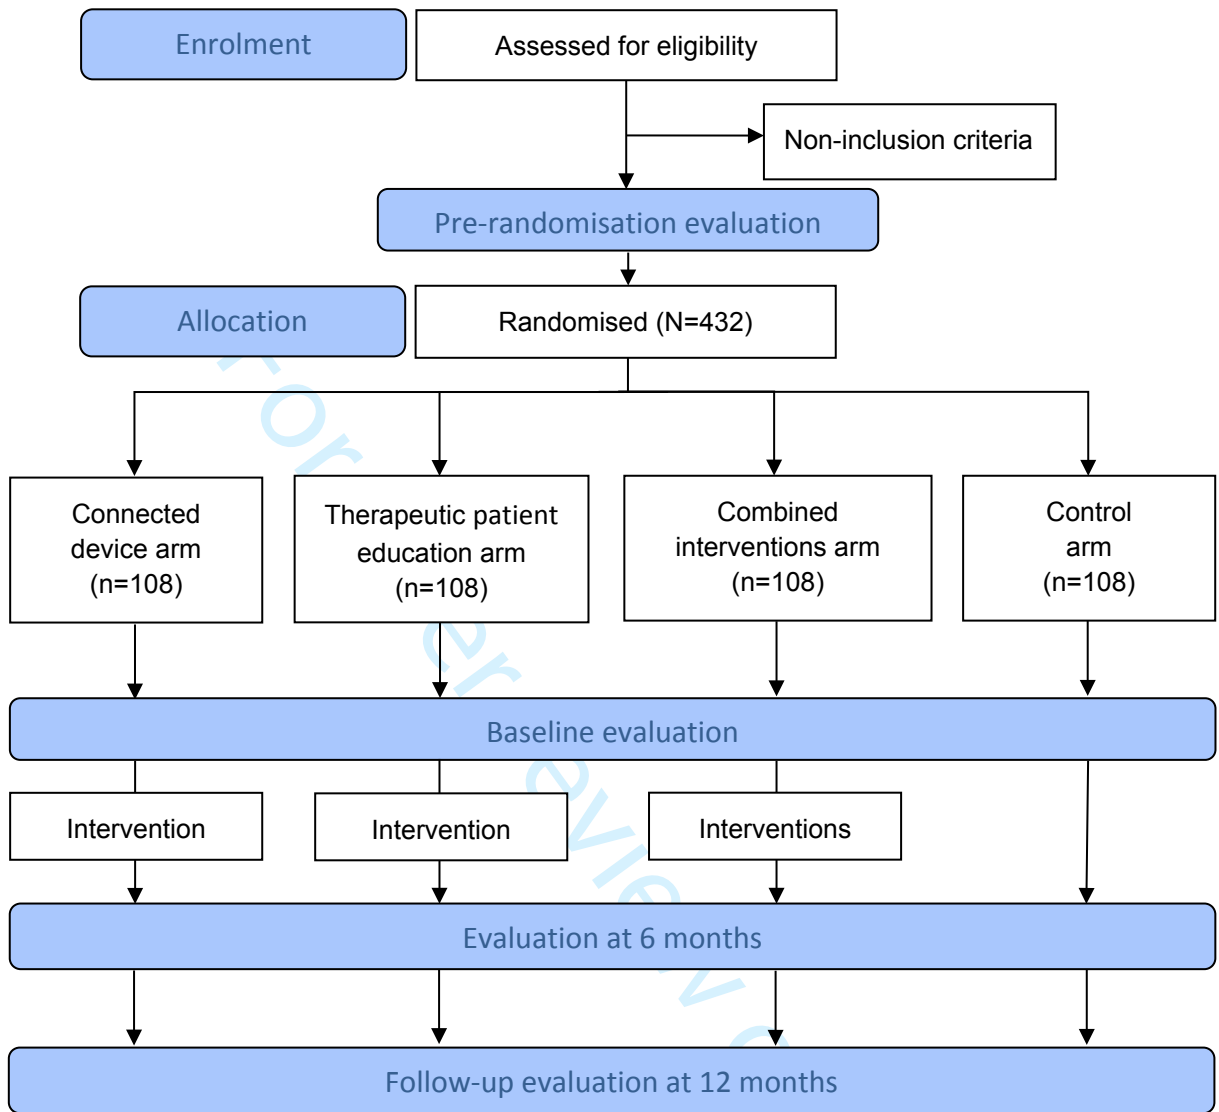 Enrolment
Assessed for eligibility
Non-inclusion criteria
Pre-randomisation evaluation
Allocation
Randomised (N=432)
Connected
device arm
(n=108)
Therapeutic patient
education arm
(n=108)
Combined
interventions arm
(n=108)
Control
arm
(n=108)
Baseline evaluation
Intervention
Intervention
Interventions
Evaluation at 6 months
Follow-up evaluation at 12 months